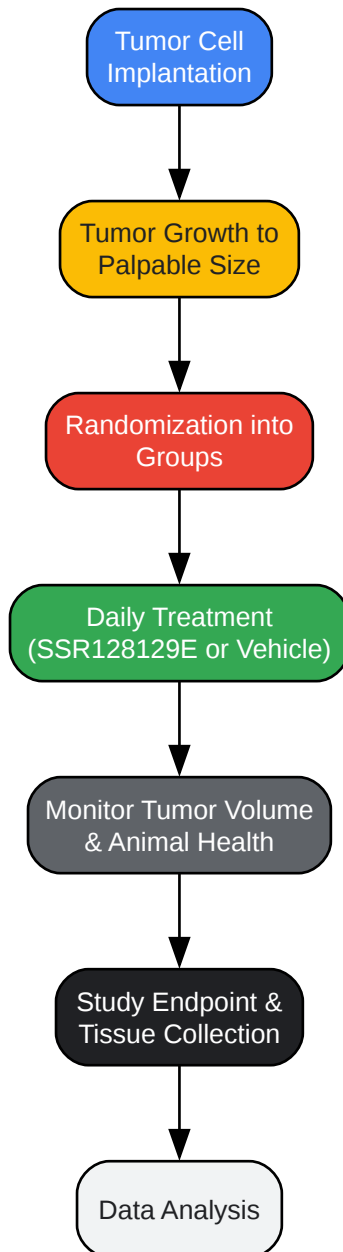 Tumor Cell
Implantation
Tumor Growth to
Palpable Size
Randomization into
Groups
Daily Treatment
(SSR128129E or Vehicle)
Monitor Tumor Volume
& Animal Health
Study Endpoint &
Tissue Collection
Data Analysis